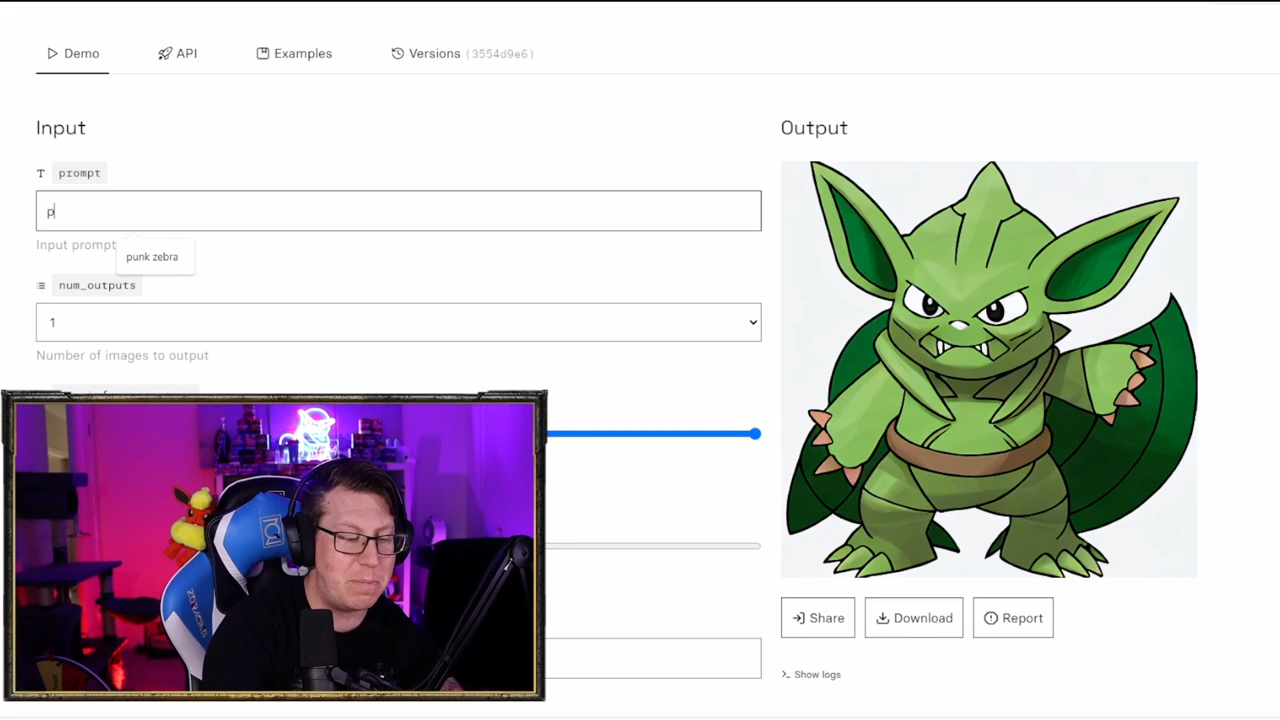 Demo
API
Examples
Versions (3554d9e6)
Input
Output
T prompt
p
Input prompt
punk zebra
num_outputs
1
Number of images to output
Share
Download
Report
>_ Show logs